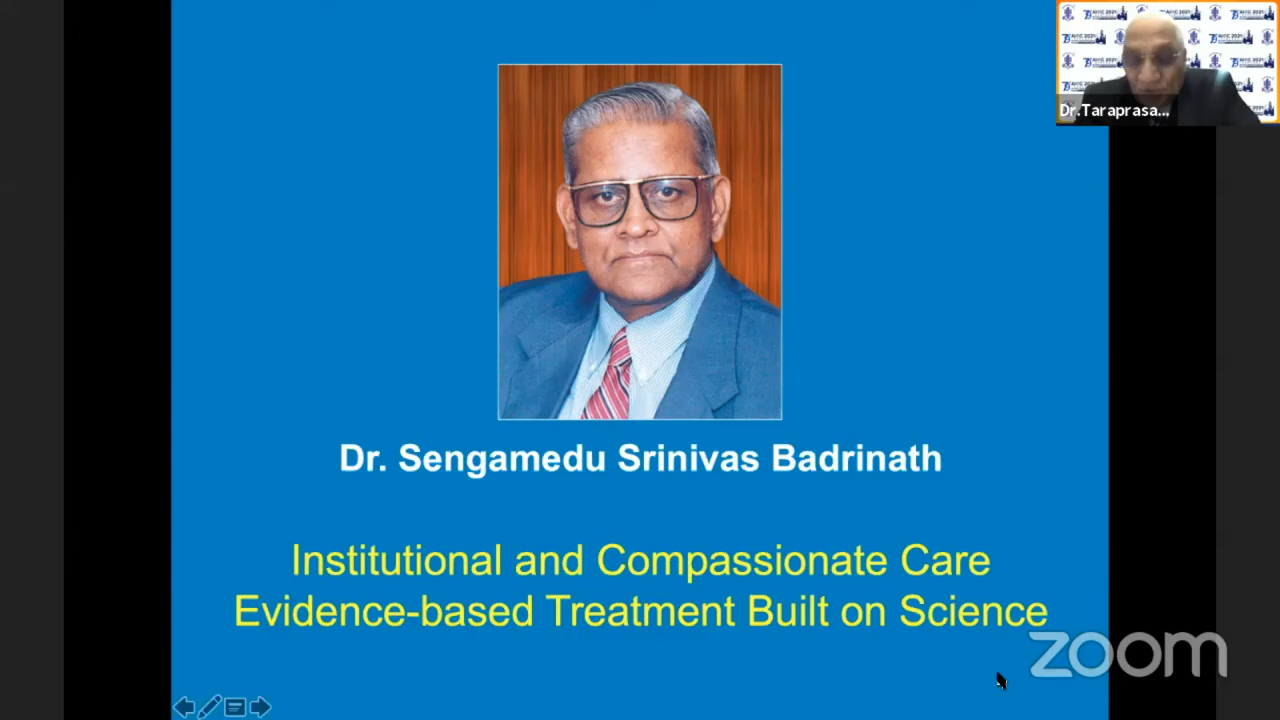 Dr.Taraprasa...
Dr. Sengamedu Srinivas Badrinath
Institutional and Compassionate Care
Evidence-based Treatment Built on Science
zoom